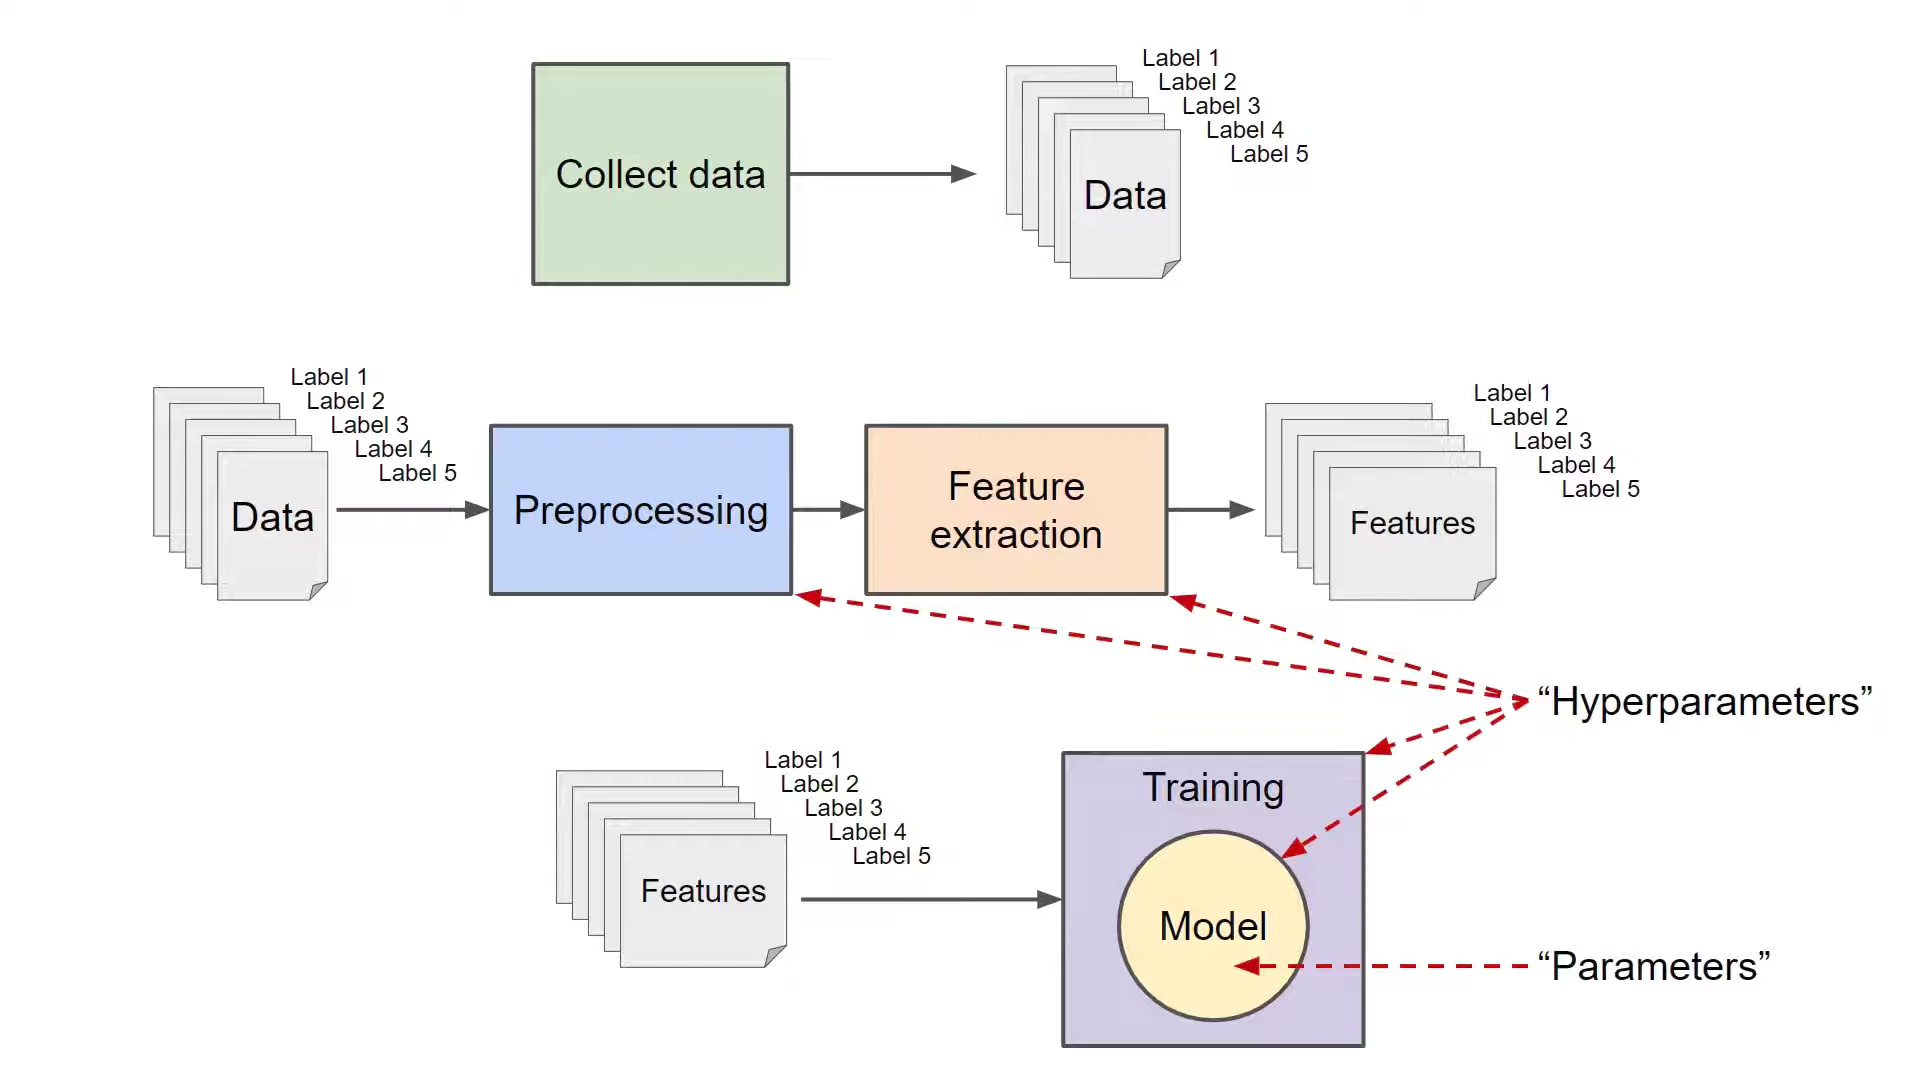 Collect data
Label 1
Label 2
Label 3
Label 4
Label 5
Data
Label 1
Label 2
Label 3
Label 4
Label 5
Data
Preprocessing
Feature
extraction
Label 1
Label 2
Label 3
Label 4
Label 5
Features
“Hyperparameters”
Label 1
Label 2
Label 3
Label 4
Label 5
Features
Training
Model
“Parameters”